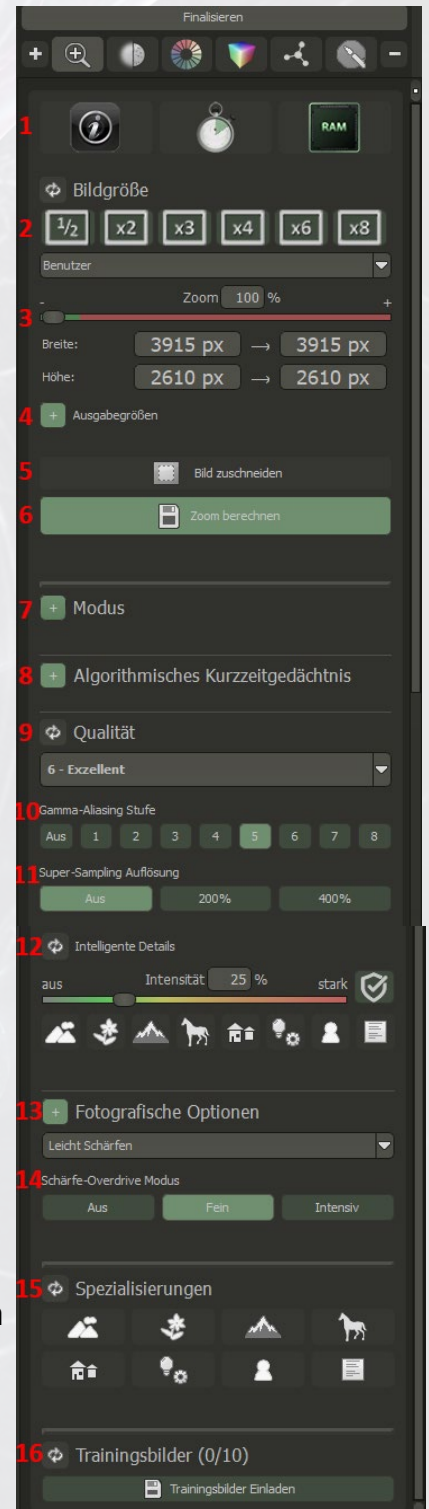 Finalisieren
+ -
1 RAM
Bildgröße
2 1/2 x2 x3 x4 x6 x8
Benutzer
- Zoom 100 % +
3
Breite: 3915 px → 3915 px
Höhe: 2610 px → 2610 px
4 + Ausgabegrößen
5 Bild zuschneiden
6 Zoom berechnen
7 + Modus
8 + Algorithmisches Kurzzeitgedächtnis
9 Qualität
6 - Exzellent
10 Gamma-Aliasing Stufe
Aus 1 2 3 4 5 6 7 8
11 Super-Sampling Auflösung
Aus 200% 400%
12 Intelligente Details
aus Intensität 25 % stark
13 + Fotografische Optionen
Leicht Schärfen
14 Schärfe-Overdrive Modus
Aus Fein Intensiv
15 Spezialisierungen
16 Trainingsbilder (0/10)
Trainingsbilder Einladen